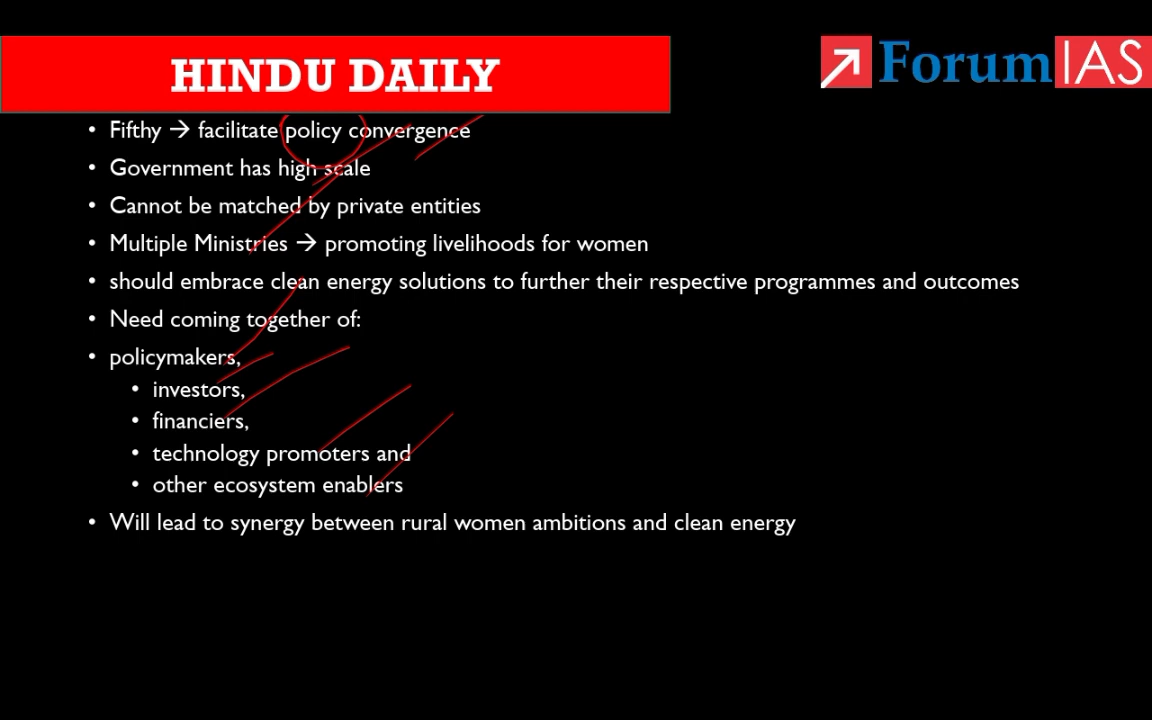 HINDU DAILY
ForumIAS
• Fifthy → facilitate policy convergence
• Government has high scale
• Cannot be matched by private entities
• Multiple Ministries → promoting livelihoods for women
• should embrace clean energy solutions to further their respective programmes and outcomes
• Need coming together of:
• policymakers,
• investors,
• financiers,
• technology promoters and
• other ecosystem enablers
• Will lead to synergy between rural women ambitions and clean energy